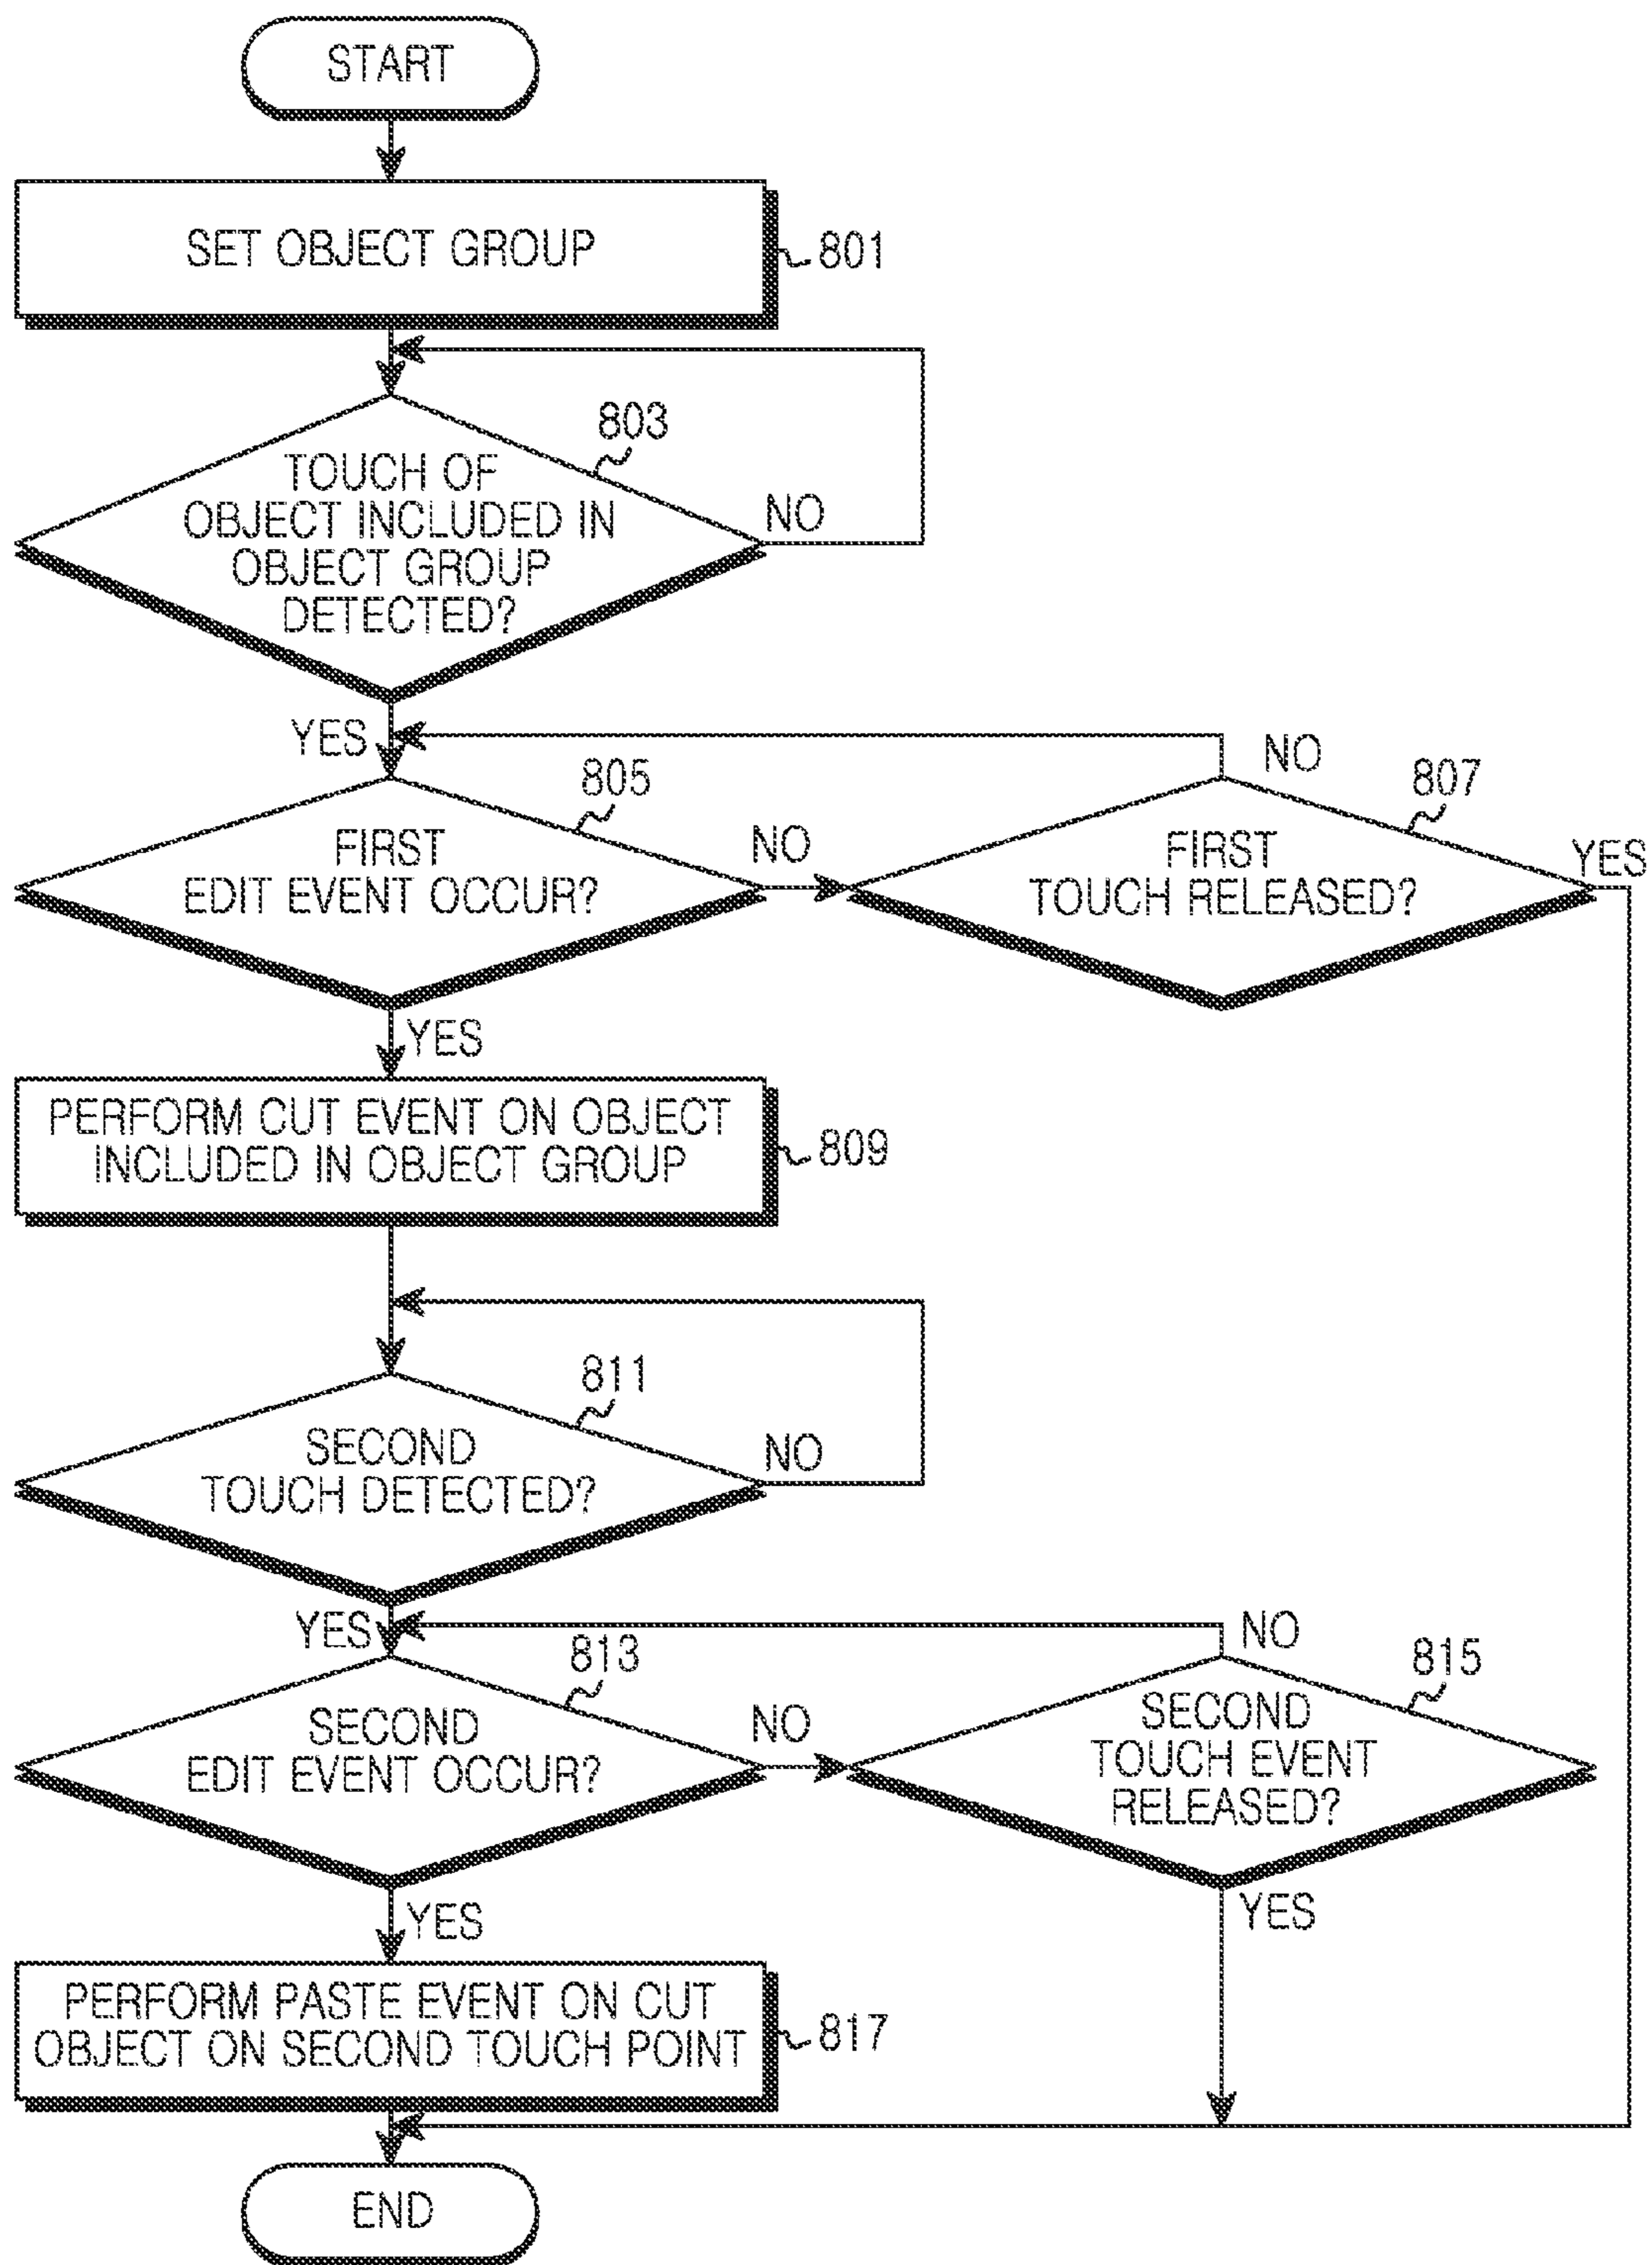 START
SET OBJECT GROUP
801
803
TOUCH OF
OBJECT INCLUDED IN
OBJECT GROUP
DETECTED?
NO
YES
805
FIRST
EDIT EVENT OCCUR?
NO
NO
807
FIRST
TOUCH RELEASED?
YES
YES
PERFORM CUT EVENT ON OBJECT
INCLUDED IN OBJECT GROUP
809
811
SECOND
TOUCH DETECTED?
NO
YES
813
SECOND
EDIT EVENT OCCUR?
NO
NO
815
SECOND
TOUCH EVENT
RELEASED?
YES
YES
PERFORM PASTE EVENT ON CUT
OBJECT ON SECOND TOUCH POINT
817
END